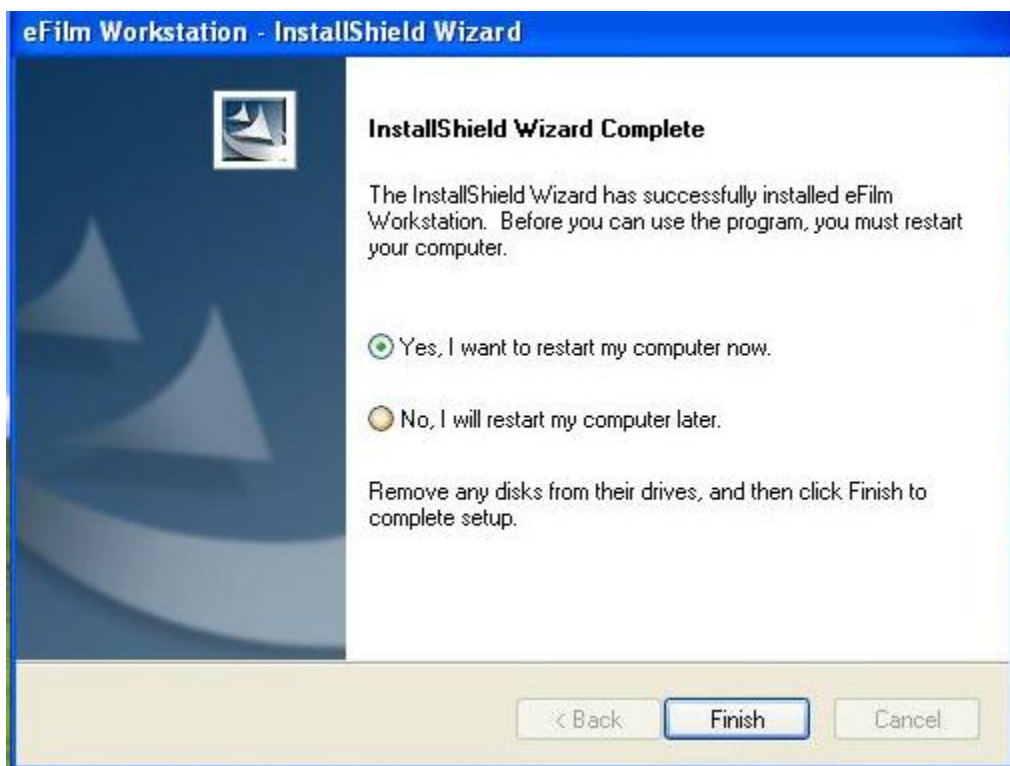 eFilm Workstation - InstallShield Wizard
InstallShield Wizard Complete
The InstallShield Wizard has successfully installed eFilm
Workstation.  Before you can use the program, you must restart
your computer.
Yes, I want to restart my computer now.
No, I will restart my computer later.
Remove any disks from their drives, and then click Finish to
complete setup.
< Back Finish Cancel